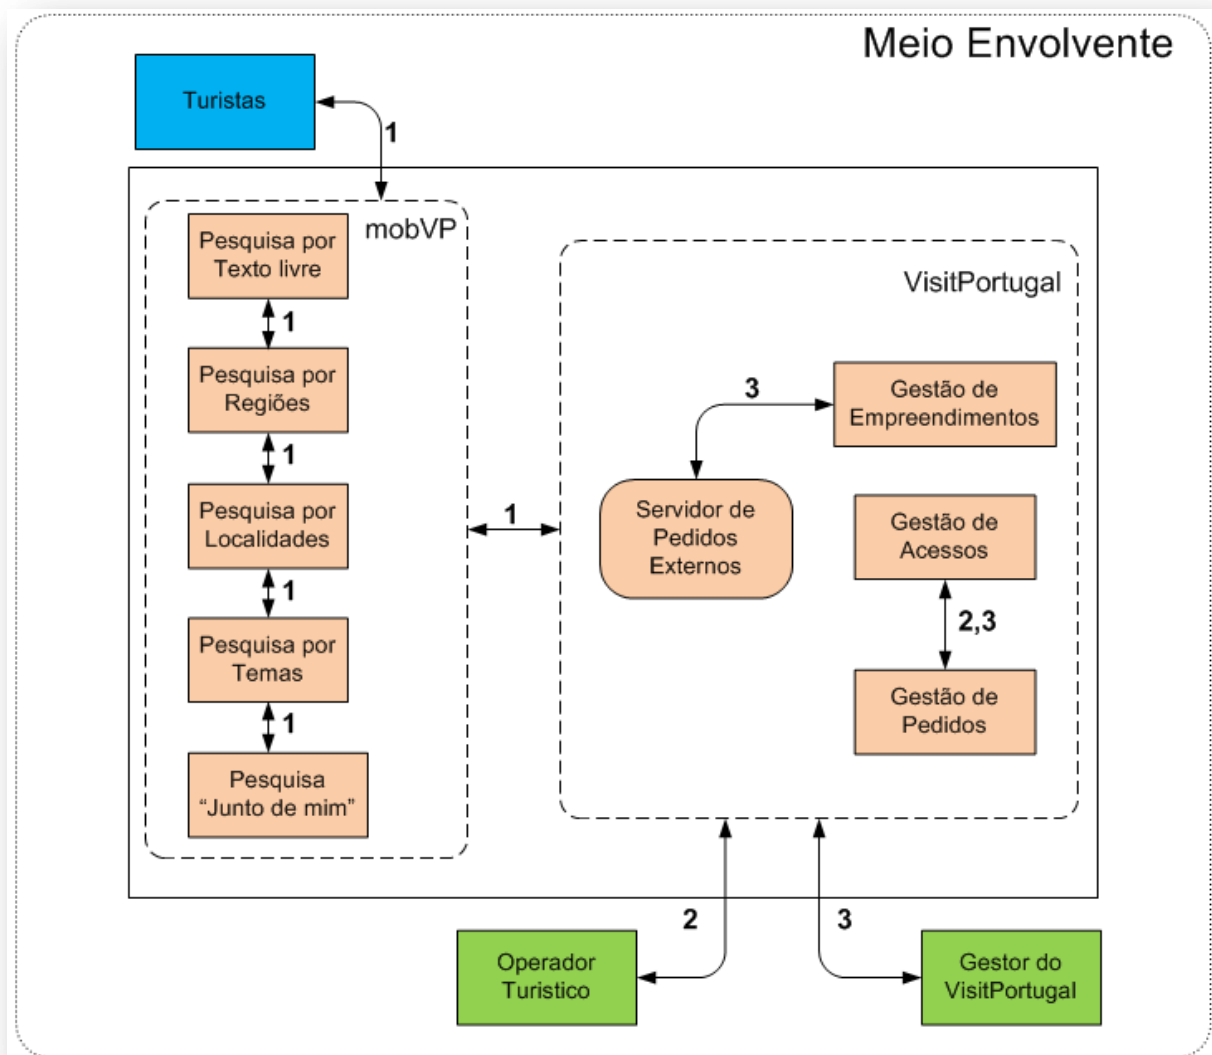 Meio Envolvente
Turistas
1
mobVP
Pesquisa por
Texto livre
1
Pesquisa por
Regiões
1
Pesquisa por
Localidades
1
Pesquisa por
Temas
1
Pesquisa
“Junto de mim”
1
VisitPortugal
3
Gestão de
Empreendimentos
Servidor de
Pedidos
Externos
Gestão de
Acessos
2,3
Gestão de
Pedidos
2
3
Operador
Turistico
Gestor do
VisitPortugal